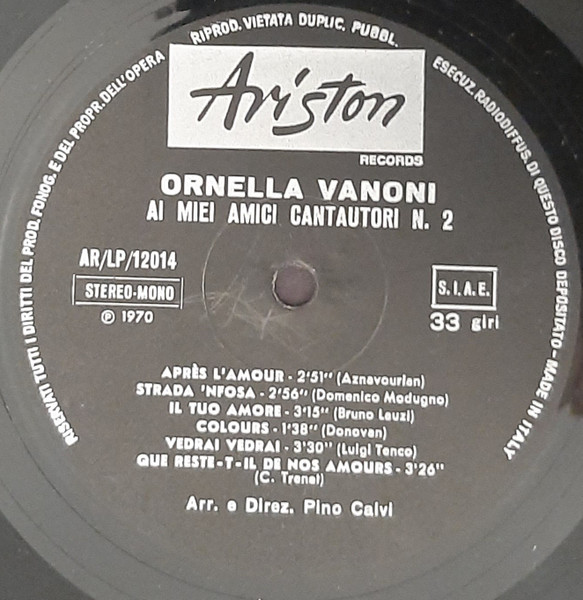 RISERVATI TUTTI I DIRITTI DEL PROD. FONOG. E DEL PROPR. DELL'OPERA
RIPROD. VIETATA DUPLIC. PUBBL.
ESECUZ. RADIODIFFUS. DI QUESTO DISCO DEPOSITATO - MADE IN ITALY
Ariston
RECORDS
ORNELLA VANONI
AI MIEI AMICI CANTAUTORI N. 2
AR/LP/12014
STEREO-MONO
Ⓟ 1970
S.I.A.E.
33 giri
APRÈS L'AMOUR - 2'51" (Aznavourian)
STRADA 'NFOSA - 2'56" (Domenico Modugno)
IL TUO AMORE - 3'15" (Bruno Lauzi)
COLOURS - 1'38" (Donovan)
VEDRAI VEDRAI - 3'30" (Luigi Tenco)
QUE RESTE-T-IL DE NOS AMOURS - 3'26"
(C. Trenet)
Arr. e Direz. Pino Calvi